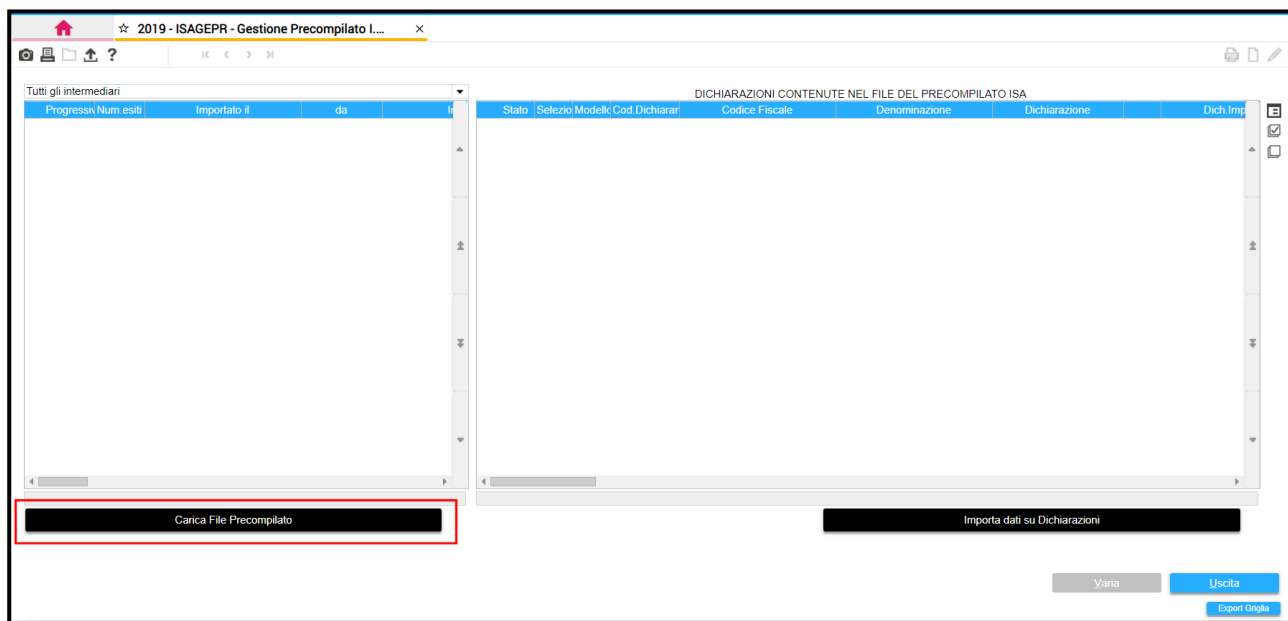 ☆ 2019 - ISAGEPR - Gestione Precompilato I.... ×
?
Tutti gli intermediari
DICHIARAZIONI CONTENUTE NEL FILE DEL PRECOMPILATO ISA
Progressiv Num.esiti Importato il da
Stato Selezio Modello Cod.Dichiarar Codice Fiscale Denominazione Dichiarazione Dich.Imp
Carica File Precompilato
Importa dati su Dichiarazioni
Varia
Uscita
Export Griglia